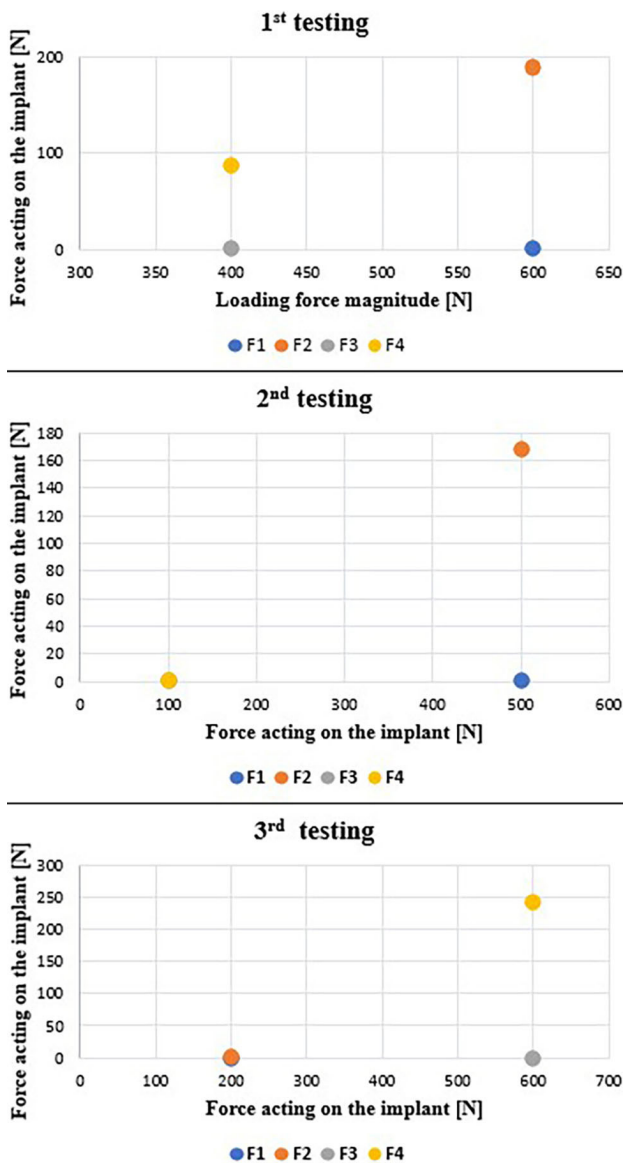 1st testing
Force acting on the implant [N]
200
100
0
300 350 400 450 500 550 600 650
Loading force magnitude [N]
F1 F2 F3 F4
2nd testing
Force acting on the implant [N]
180
160
140
120
100
80
60
40
20
0
0 100 200 300 400 500 600
Force acting on the implant [N]
F1 F2 F3 F4
3rd testing
Force acting on the implant [N]
300
250
200
150
100
50
0
0 100 200 300 400 500 600 700
Force acting on the implant [N]
F1 F2 F3 F4